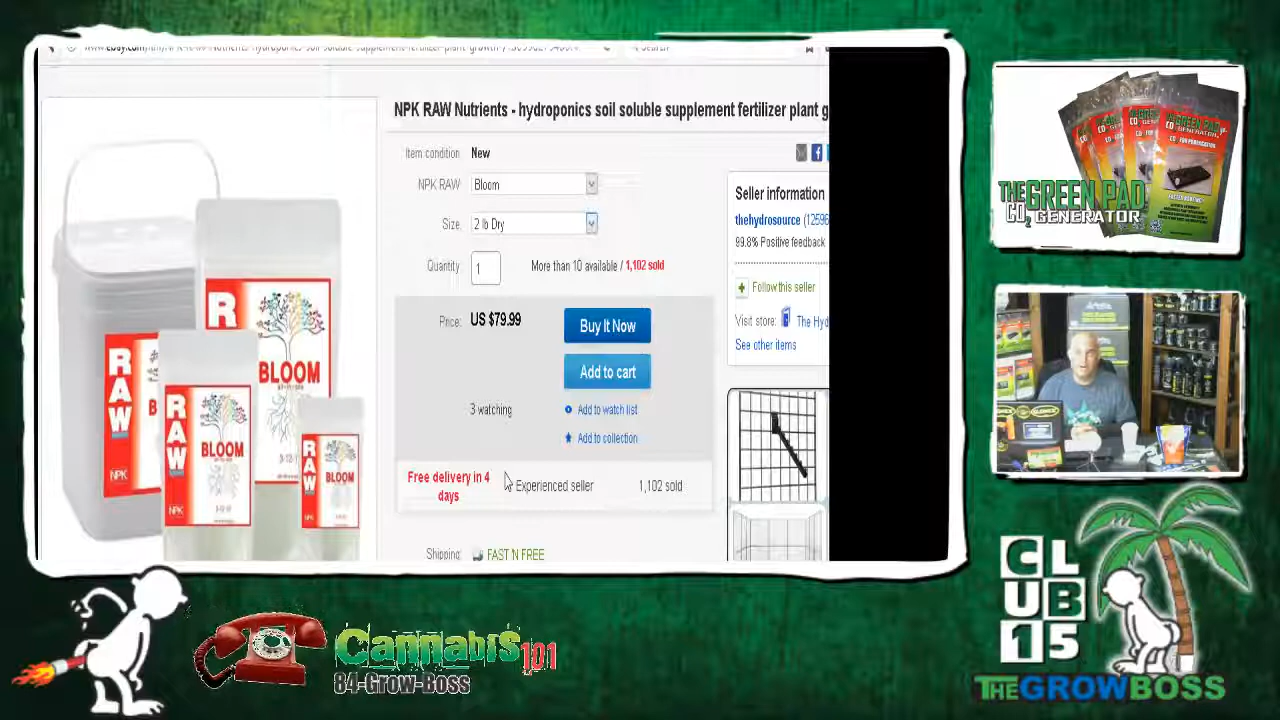 NPK RAW Nutrients - hydroponics soil soluble supplement fertilizer plant g
Item condition New
NPK RAW Bloom
Size: 2 lb Dry
Quantity 1 More than 10 available / 1,102 sold
Price: US $79.99
Buy It Now
Add to cart
3 watching
Add to watch list
Add to collection
Free delivery in 4 days
Experienced seller
1,102 sold
Shipping: FAST 'N FREE
Seller information
thehydrosource (12596
99.8% Positive feedback
Follow this seller
Visit store: The Hyd
See other items
RAW
BLOOM
NPK
RAW
BLOOM
NPK
RAW
BLOOM
NPK
THE GREEN PAD
CO2 GENERATOR
CLUB
15
THEGROWBOSS
Cannabis 101
84-Grow-Boss